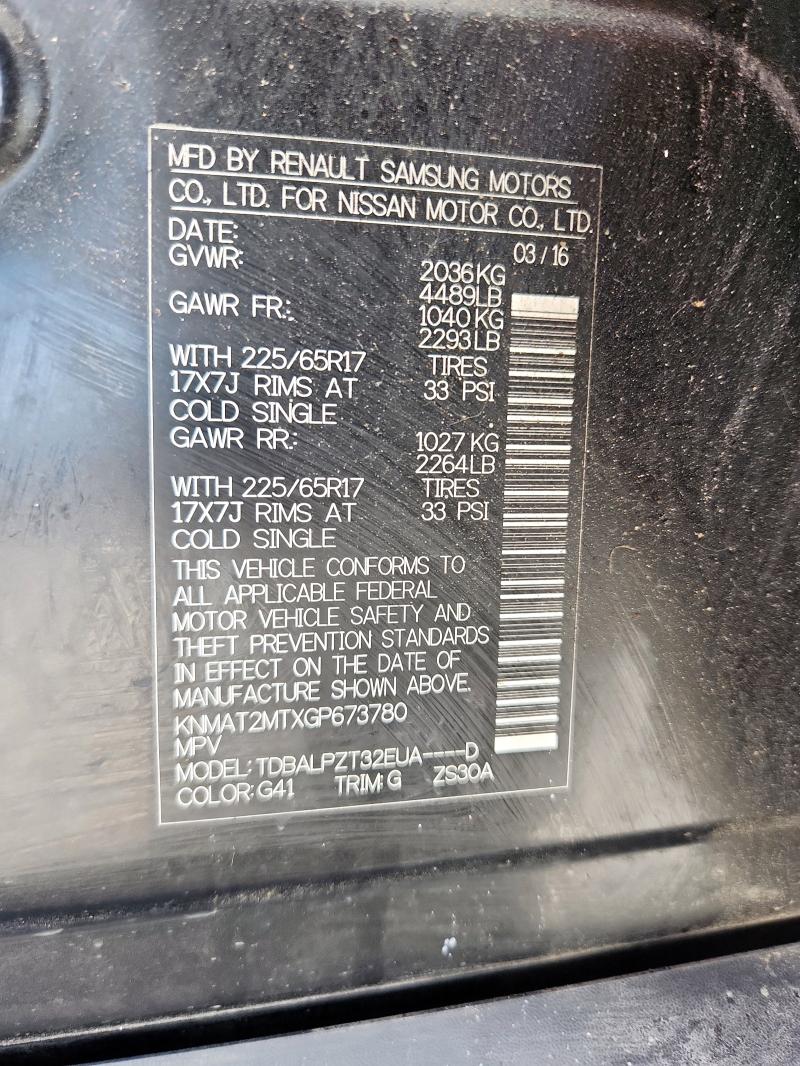 MFD BY RENAULT SAMSUNG MOTORS
CO., LTD. FOR NISSAN MOTOR CO., LTD.
DATE: 03/16
GVWR: 2036KG
4489LB
GAWR FR: 1040KG
2293LB
WITH 225/65R17 TIRES
17X7J RIMS AT 33 PSI
COLD SINGLE
GAWR RR: 1027KG
2264LB
WITH 225/65R17 TIRES
17X7J RIMS AT 33 PSI
COLD SINGLE
THIS VEHICLE CONFORMS TO
ALL APPLICABLE FEDERAL
MOTOR VEHICLE SAFETY AND
THEFT PREVENTION STANDARDS
IN EFFECT ON THE DATE OF
MANUFACTURE SHOWN ABOVE.
KNMAT2MTXGP673780
MPV
MODEL: TDBALPZT32EUA----D
COLOR: G41 TRIM: G ZS30A